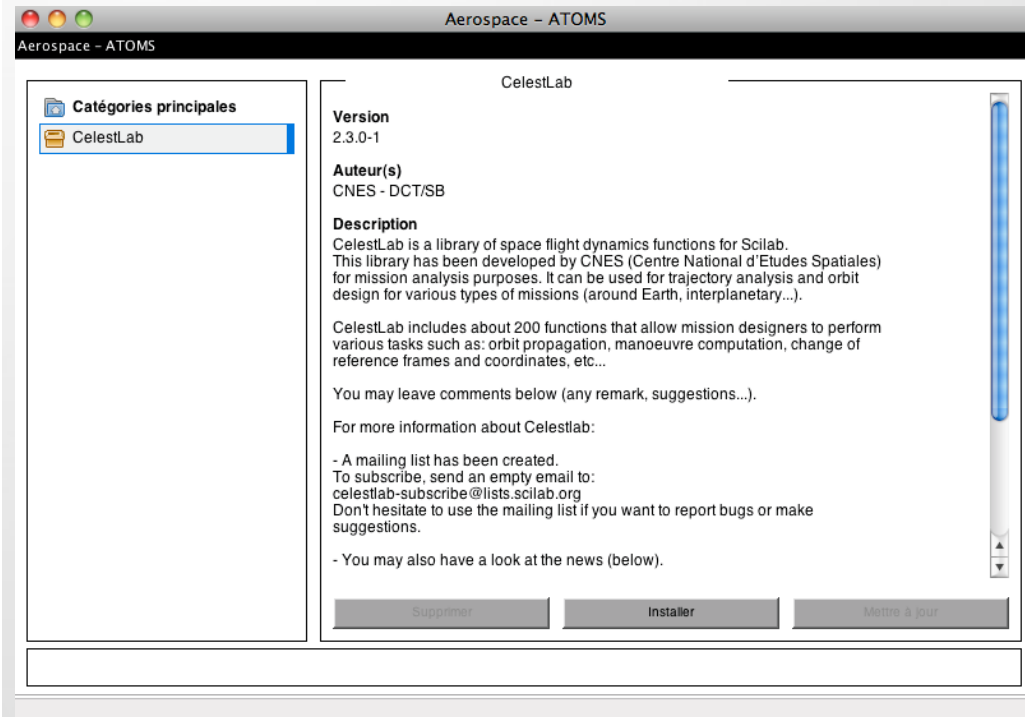 Aerospace – ATOMS
Aerospace – ATOMS
Catégories principales
CelestLab
CelestLab
Version
2.3.0-1
Auteur(s)
CNES - DCT/SB
Description
CelestLab is a library of space flight dynamics functions for Scilab.
This library has been developed by CNES (Centre National d'Etudes Spatiales)
for mission analysis purposes. It can be used for trajectory analysis and orbit
design for various types of missions (around Earth, interplanetary...).
CelestLab includes about 200 functions that allow mission designers to perform
various tasks such as: orbit propagation, manoeuvre computation, change of
reference frames and coordinates, etc...
You may leave comments below (any remark, suggestions...).
For more information about Celestlab:
- A mailing list has been created.
To subscribe, send an empty email to:
celestlab-subscribe@lists.scilab.org
Don't hesitate to use the mailing list if you want to report bugs or make
suggestions.
- You may also have a look at the news (below).
Supprimer
Installer
Mettre à jour